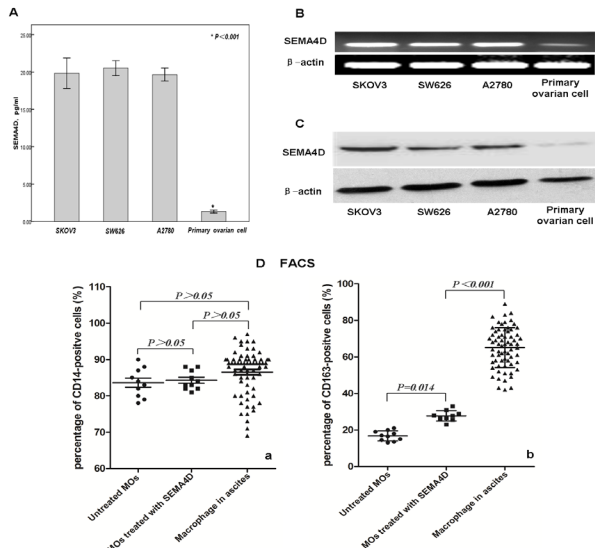 A
* P<0.001
SEMA4D, pg/ml
25.00
20.00
15.00
10.00
5.00
.00
*
SKOV3 SW626 A2780 Primary ovarian cell
B
SEMA4D
β-actin
SKOV3 SW626 A2780 Primary ovarian cell
C
SEMA4D
β-actin
SKOV3 SW626 A2780 Primary ovarian cell
D FACS
percentage of CD14-positve cells (%)
110
100
90
80
70
60
P>0.05
P>0.05
P>0.05
a
Untreated MOs
MOs treated with SEMA4D
Macrophage in ascites
percentage of CD163-positve cells (%)
100
80
60
40
20
0
P<0.001
P=0.014
b
Untreated MOs
MOs treated with SEMA4D
Macrophage in ascites